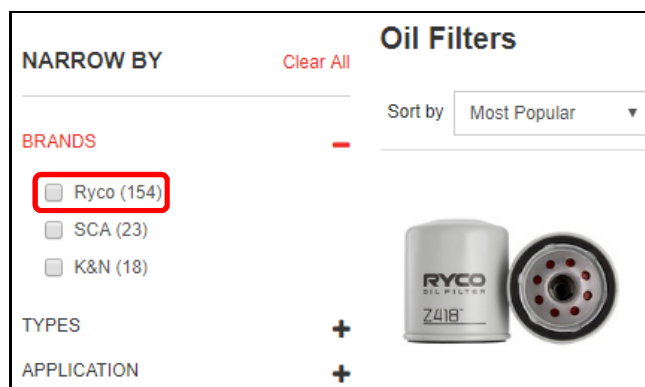 NARROW BY
Clear All
BRANDS
Ryco (154)
SCA (23)
K&N (18)
TYPES
APPLICATION
Oil Filters
Sort by
Most Popular
RYCO
OIL FILTER
Z418